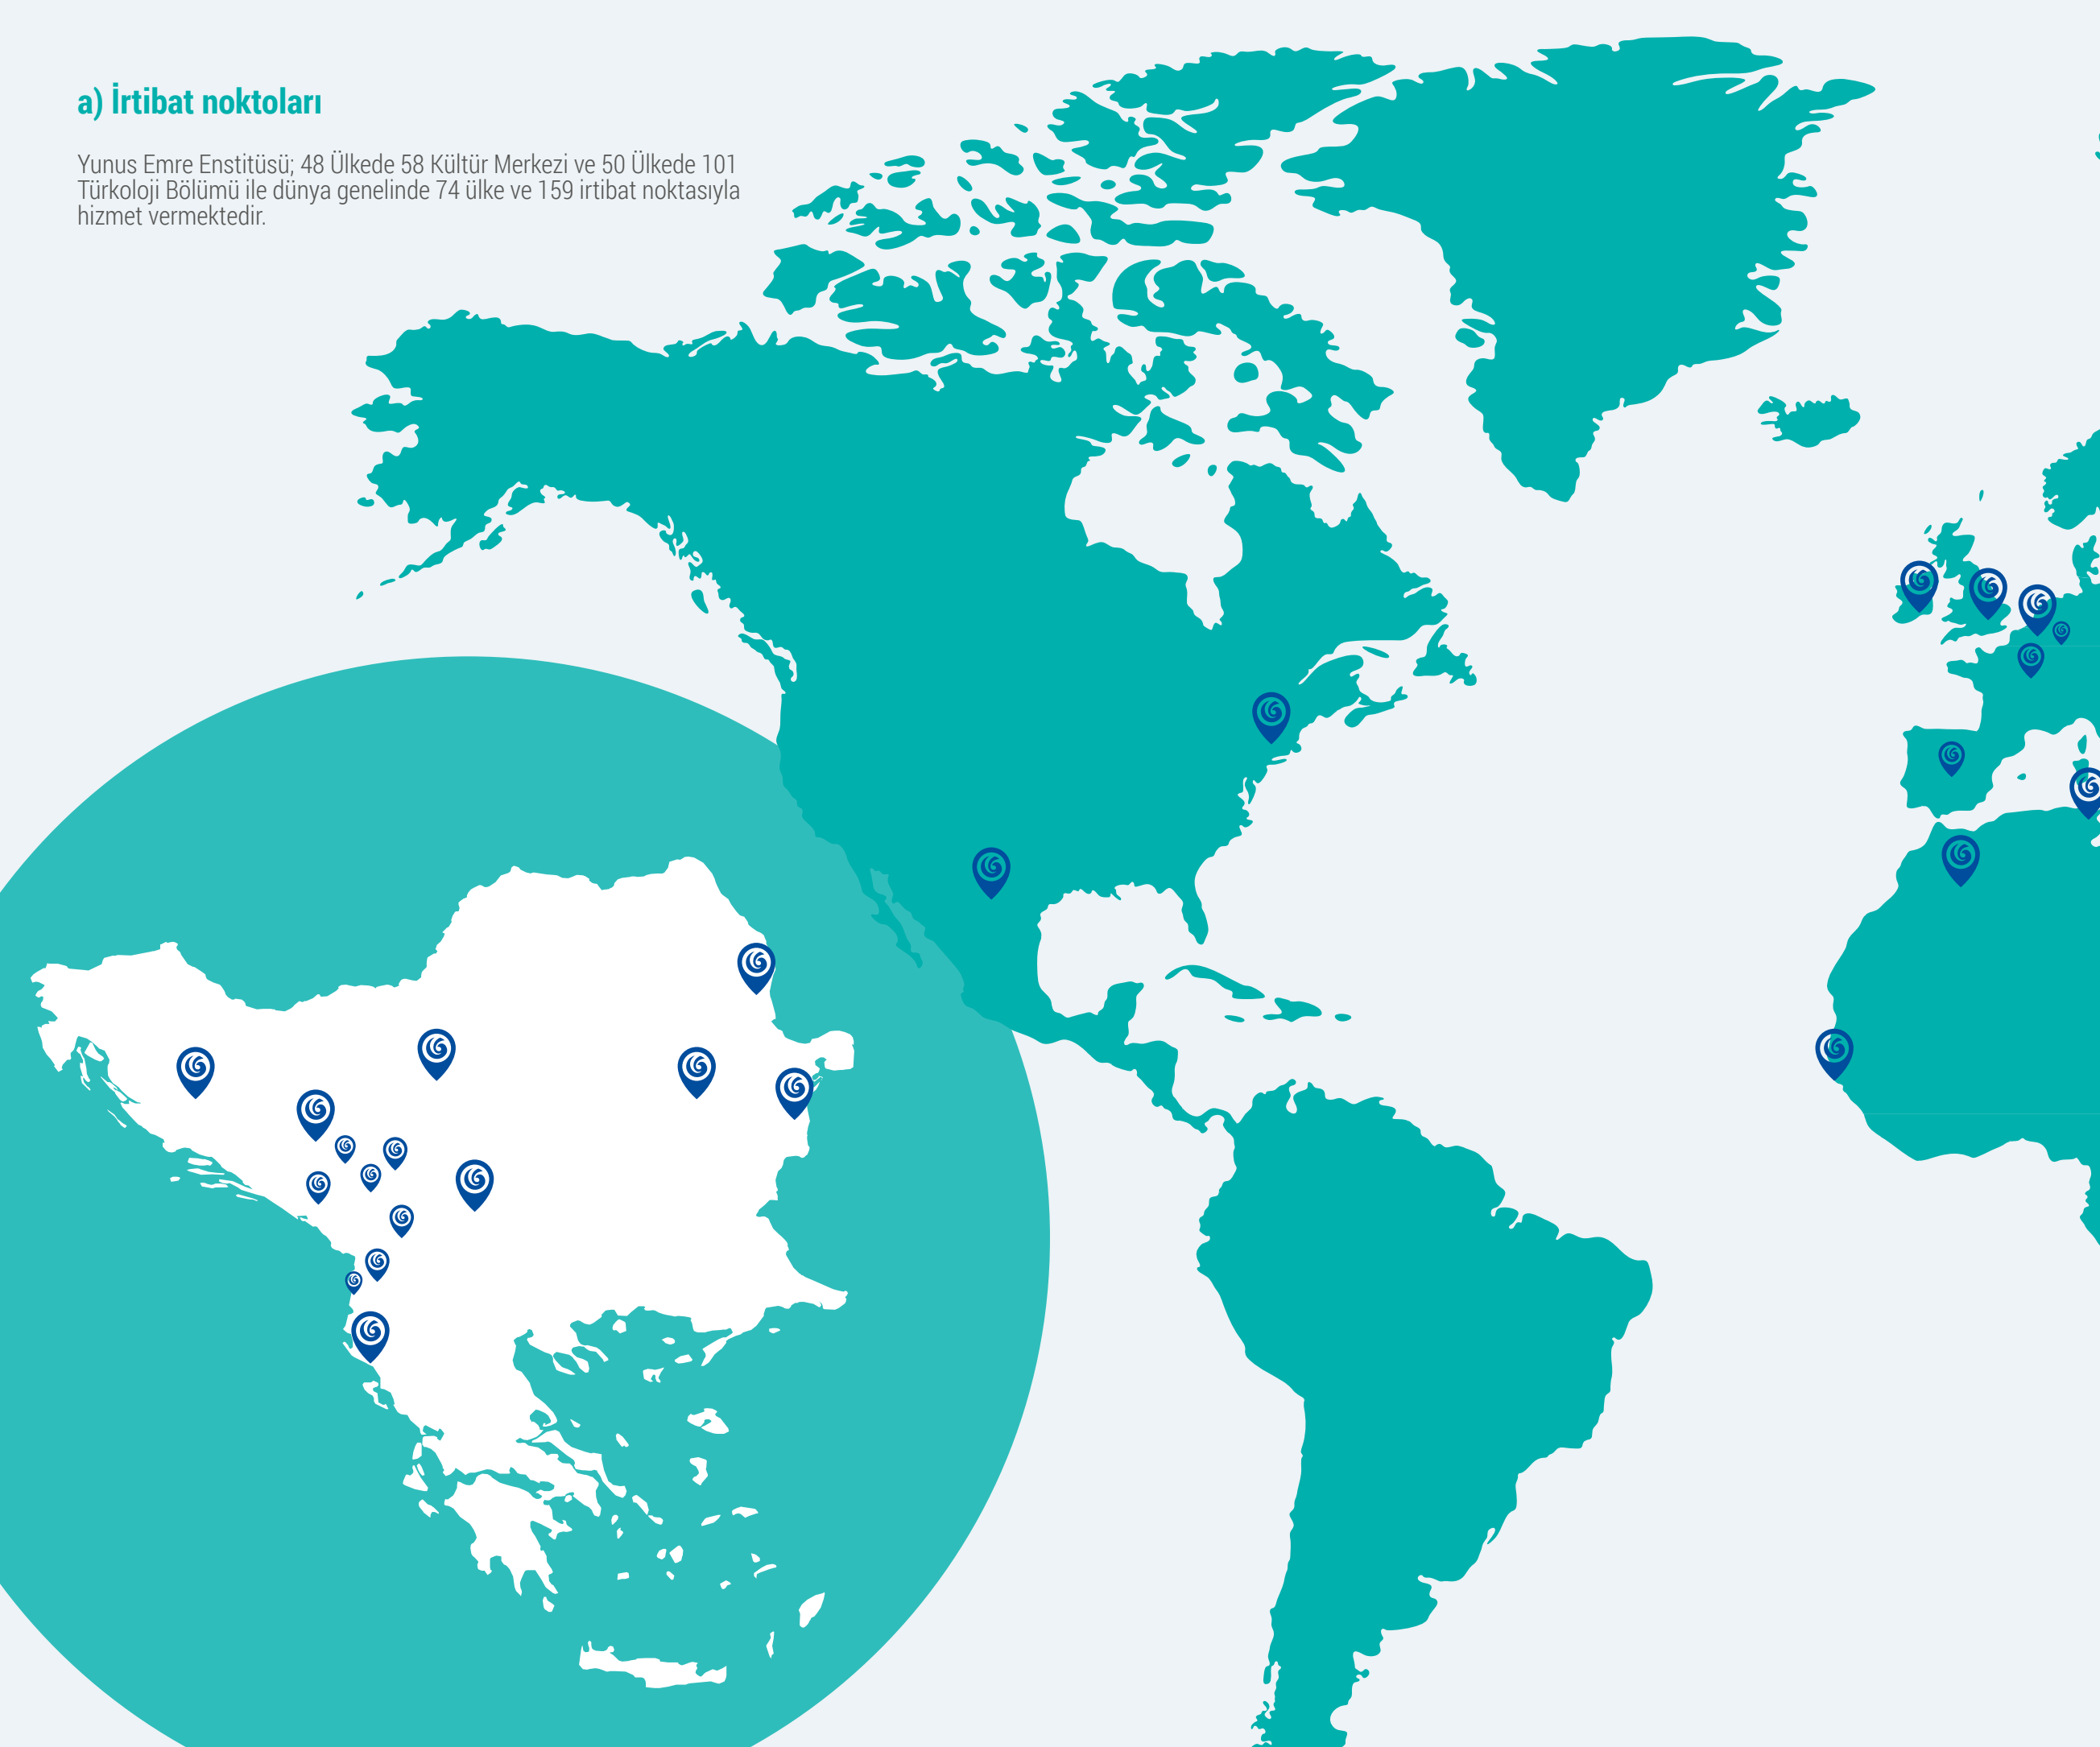 a) İrtibat noktoları
Yunus Emre Enstitüsü; 48 Ülkede 58 Kültür Merkezi ve 50 Ülkede 101
Türkoloji Bölümü ile dünya genelinde 74 ülke ve 159 irtibat noktasıyla
hizmet vermektedir.